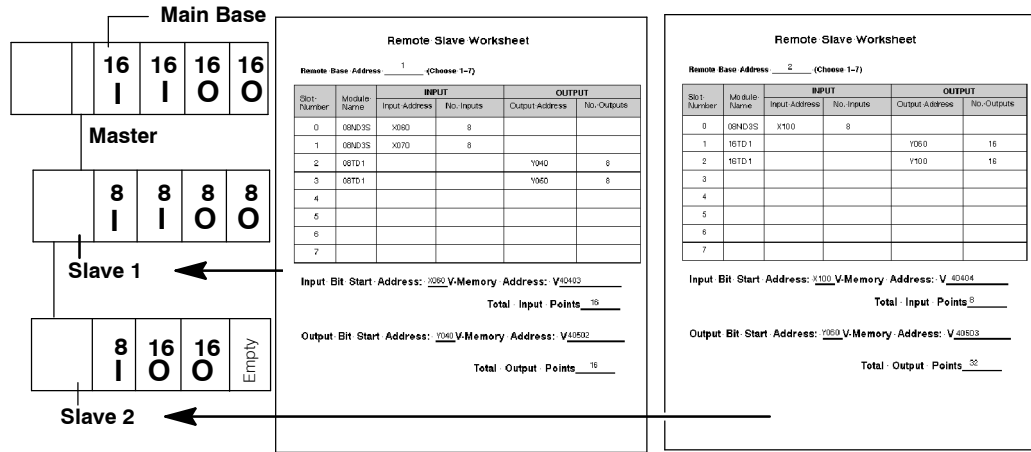 Main Base
16 16 16 16
I I O O
Master
8 8 8 8
I I O O
Slave 1
8 16 16 Empty
I O O
Slave 2
Remote Slave Worksheet
Remote Base Address 1 (Choose 1-7)
INPUT OUTPUT
Slot Number Module Name Input Address No. Inputs Output Address No. Outputs
0 08ND3S X060 8
1 08ND3S X070 8
2 08TD1 Y040 8
3 08TD1 Y050 8
4
5
6
7
Input Bit Start Address: X060 V-Memory Address: V40403
Total Input Points 16
Output Bit Start Address: Y040 V-Memory Address: V40502
Total Output Points 16
Remote Slave Worksheet
Remote Base Address 2 (Choose 1-7)
INPUT OUTPUT
Slot Number Module Name Input Address No. Inputs Output Address No. Outputs
0 08ND3S X100 8
1 16TD1 Y060 16
2 16TD1 Y100 16
3
4
5
6
7
Input Bit Start Address: X100 V-Memory Address: V 40404
Total Input Points 8
Output Bit Start Address: Y060 V-Memory Address: V 40503
Total Output Points 32